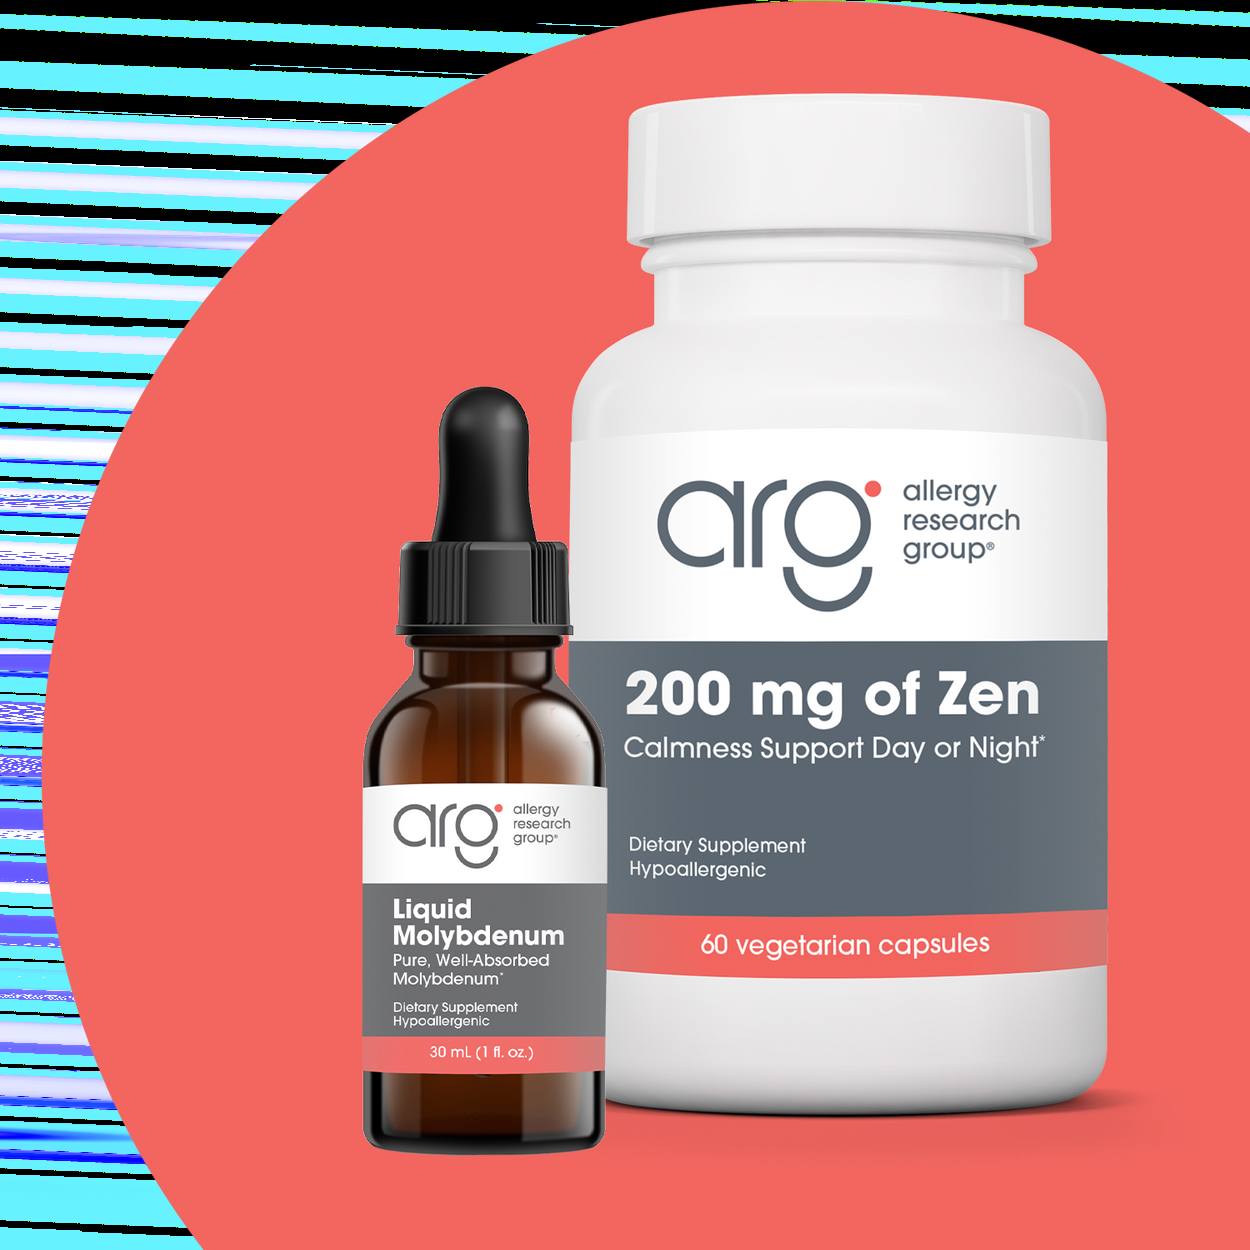 arg
allergy
research
group®
200 mg of Zen
Calmness Support Day or Night*
Dietary Supplement
Hypoallergenic
60 vegetarian capsules
arg
allergy
research
group®
Liquid
Molybdenum
Pure, Well-Absorbed
Molybdenum*
Dietary Supplement
Hypoallergenic
30 mL (1 fl. oz.)